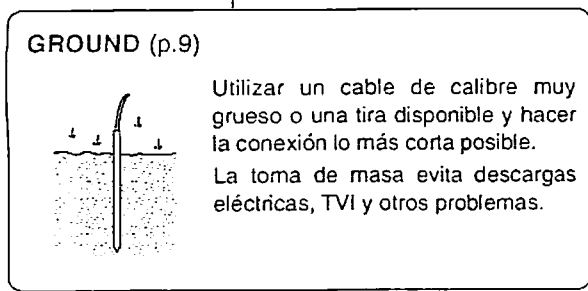 GROUND (p.9)
Utilizar un cable de calibre muy
grueso o una tira disponible y hacer
la conexión lo más corta posible.
La toma de masa evita descargas
eléctricas, TVI y otros problemas.